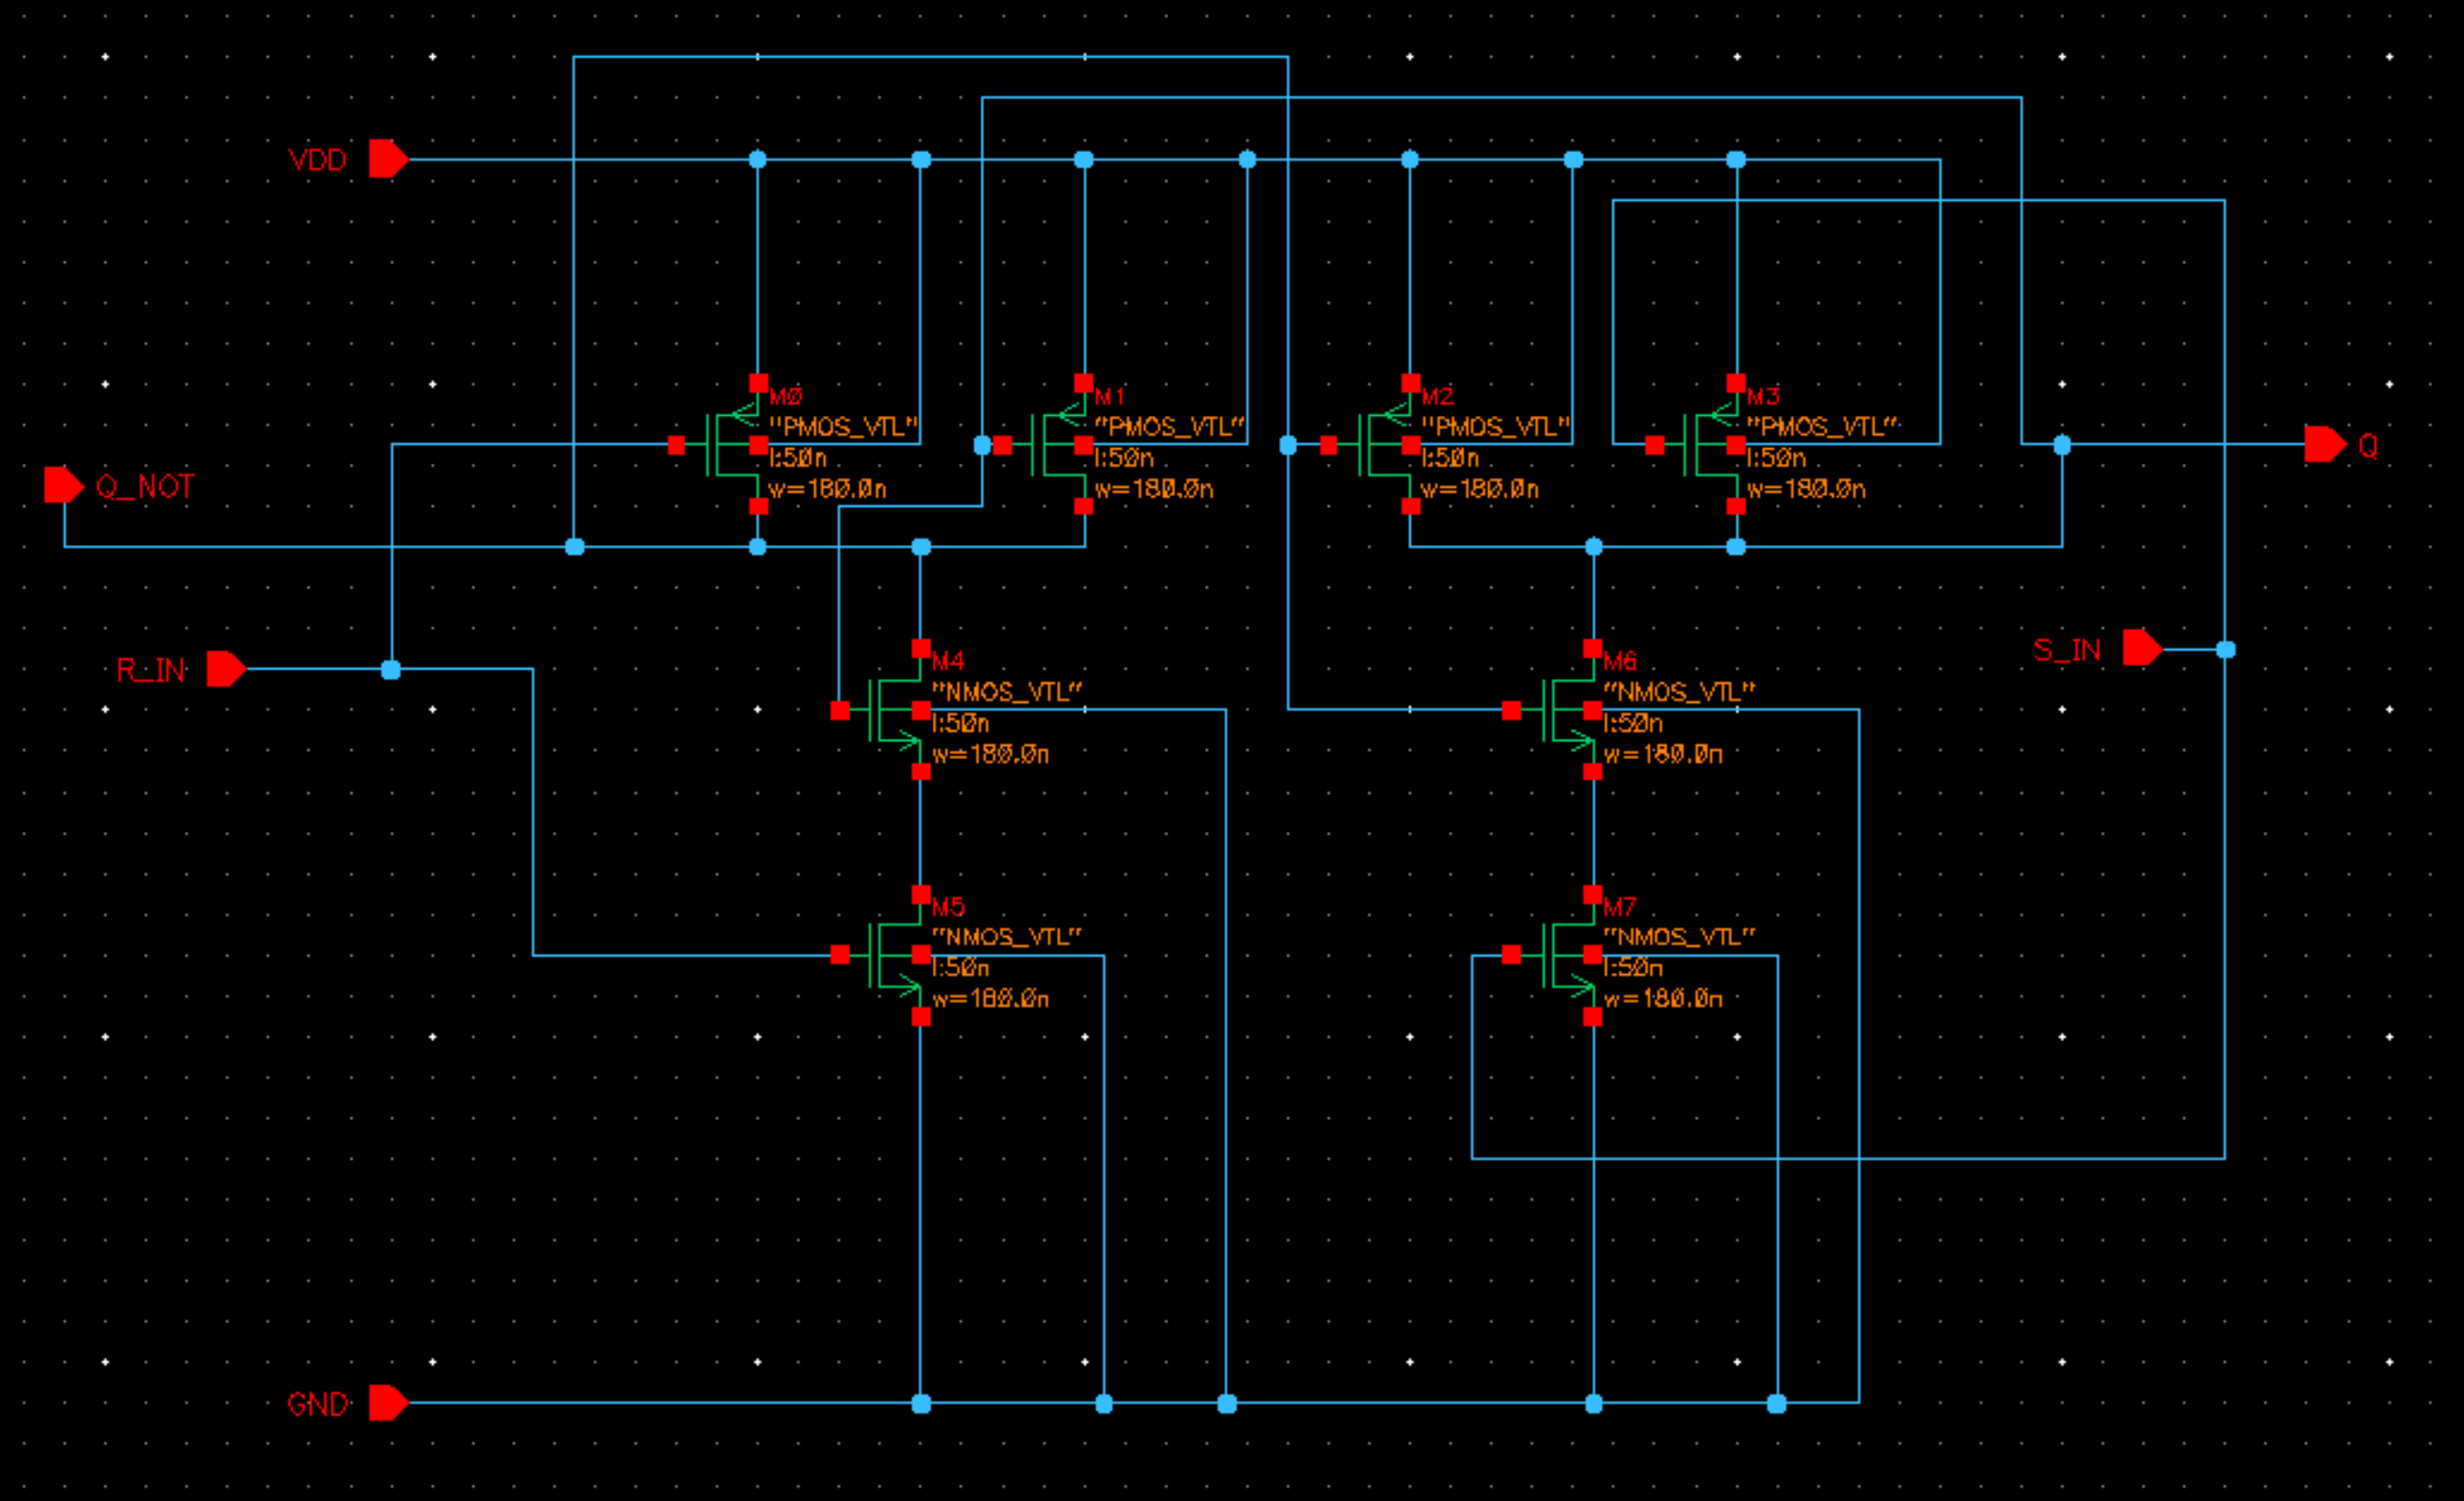 VDD
M0
"PMOS_VTL"
l:50n
w=180.0n
M1
"PMOS_VTL"
l:50n
w=180.0n
M2
"PMOS_VTL"
l:50n
w=180.0n
M3
"PMOS_VTL"
l:50n
w=180.0n
Q
Q_NOT
R_IN
S_IN
M4
"NMOS_VTL"
l:50n
w=180.0n
M6
"NMOS_VTL"
l:50n
w=180.0n
M5
"NMOS_VTL"
l:50n
w=180.0n
M7
"NMOS_VTL"
l:50n
w=180.0n
GND